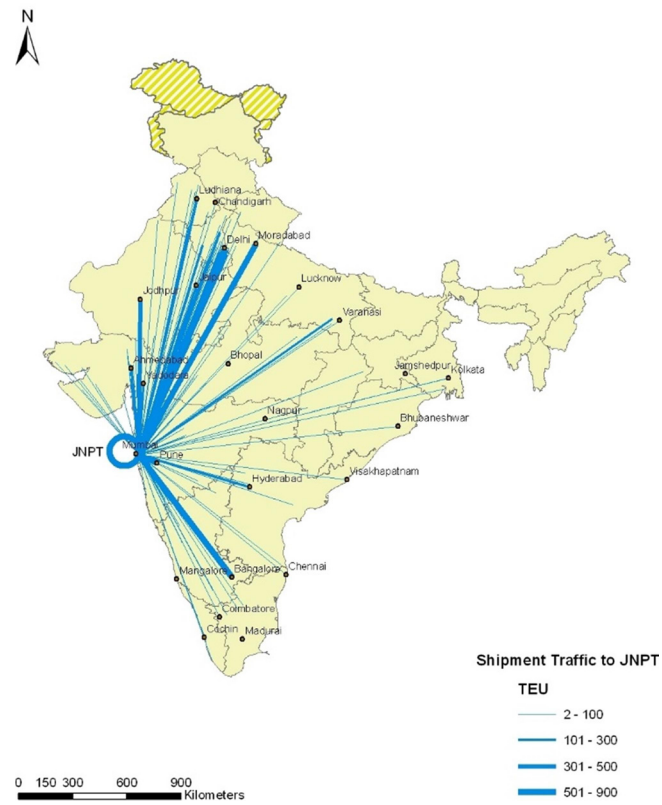 N
Ludhiana
Chandigarh
Delhi
Moradabad
Jaipur
Lucknow
Jodhpur
Varanasi
Ahmedabad
Vadodara
Bhopal
Jamshedpur
Kolkata
Nagpur
Bhubaneshwar
JNPT
Mumbai
Pune
Hyderabad
Visakhapatnam
Mangalore
Bangalore
Chennai
Coimbatore
Cochin
Madurai
Shipment Traffic to JNPT
TEU
2 - 100
101 - 300
301 - 500
501 - 900
0 150 300 600 900
Kilometers